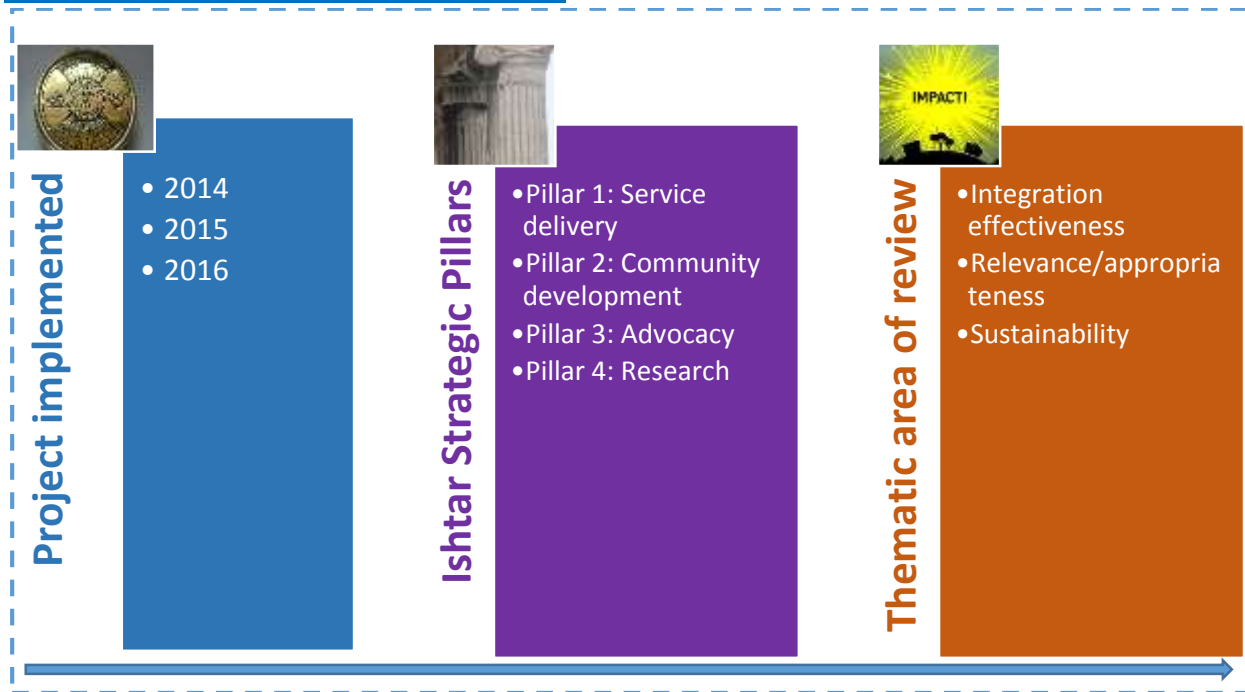 Project implemented
• 2014
• 2015
• 2016
Ishtar Strategic Pillars
•Pillar 1: Service
delivery
•Pillar 2: Community
development
•Pillar 3: Advocacy
•Pillar 4: Research
IMPACT!
Thematic area of review
•Integration
effectiveness
•Relevance/appropria
teness
•Sustainability